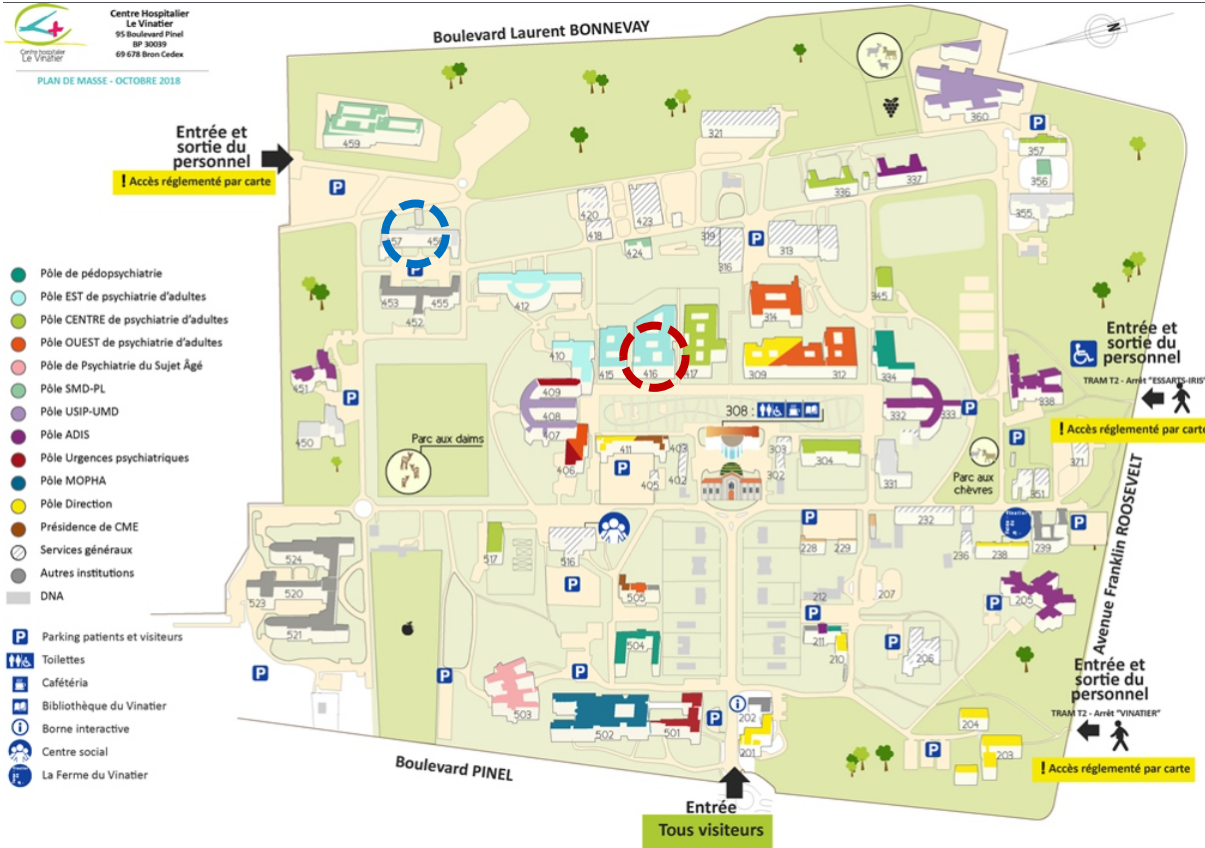 Centre Hospitalier
Le Vinatier
95 Boulevard Pinel
BP 30039
69 678 Bron Cedex
Centre hospitalier
Le Vinatier
PLAN DE MASSE - OCTOBRE 2018
Boulevard Laurent BONNEVAY
Entrée et
sortie du
personnel
! Accès réglementé par carte
Pôle de pédopsychiatrie
Pôle EST de psychiatrie d'adultes
Pôle CENTRE de psychiatrie d'adultes
Pôle OUEST de psychiatrie d'adultes
Pôle de Psychiatrie du Sujet Âgé
Pôle SMD-PL
Pôle USIP-UMD
Pôle ADIS
Pôle Urgences psychiatriques
Pôle MOPHA
Pôle Direction
Présidence de CME
Services généraux
Autres institutions
DNA
P Parking patients et visiteurs
Toilettes
Cafétéria
Bibliothèque du Vinatier
i Borne interactive
Centre social
La Ferme du Vinatier
459
321
360
P
357
356
355
336
337
P
420
423
418
424
319
316
P
313
457
P
453
455
452
412
314
345
410
415
416
417
309
312
334
451
P
450
409
408
407
406
308 :
332
333
P
338
Parc aux daims
411
P
405
403
402
303
302
304
331
Parc aux
chèvres
P
371
351
Entrée et
sortie du
personnel
TRAM T2 - Arrêt "ESSARTS-IRIS"
! Accès réglementé par carte
Avenue Franklin ROOSEVELT
524
520
523
521
P
517
516
P
505
504
P
P
503
502
501
P
i
202
201
P
228
229
232
236
238
239
P
212
207
P
211
210
P
206
P
205
204
203
P
Entrée et
sortie du
personnel
TRAM T2 - Arrêt "VINATIER"
! Accès réglementé par carte
Boulevard PINEL
Entrée
Tous visiteurs